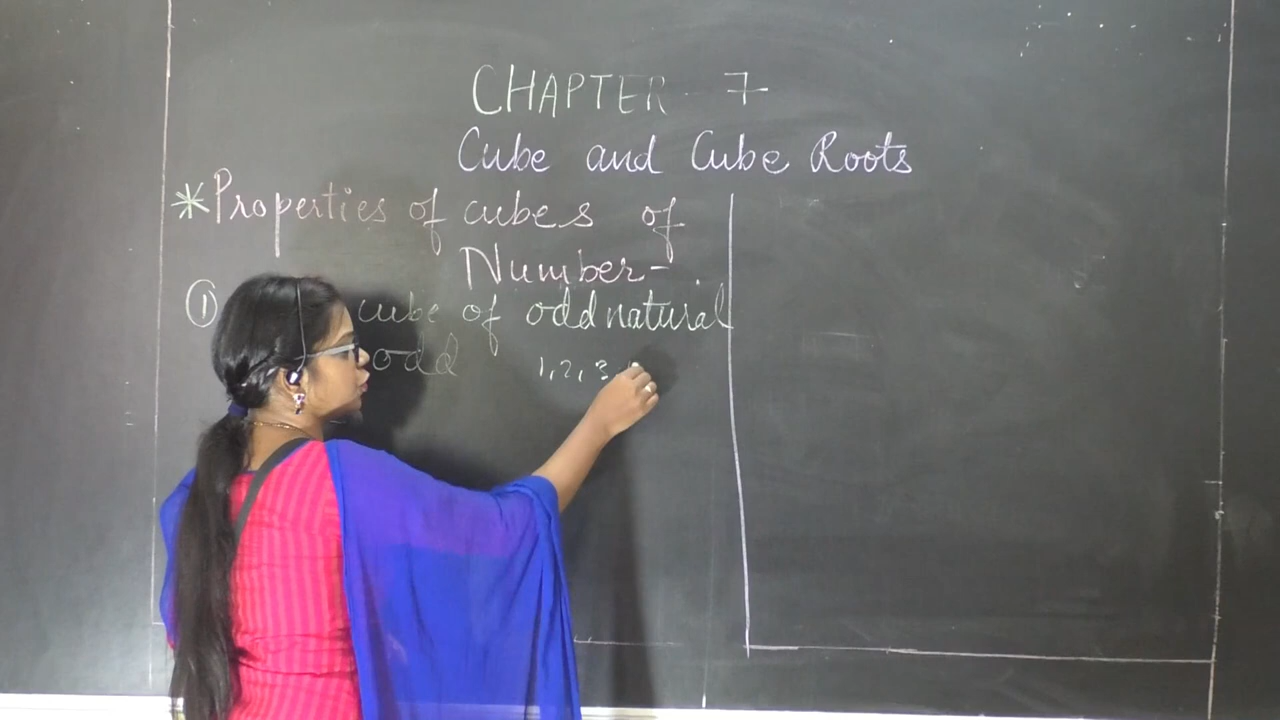 CHAPTER - 7
Cube and Cube Roots
* Properties of cubes of
Number -
① cube of odd natural
odd 1, 2, 3